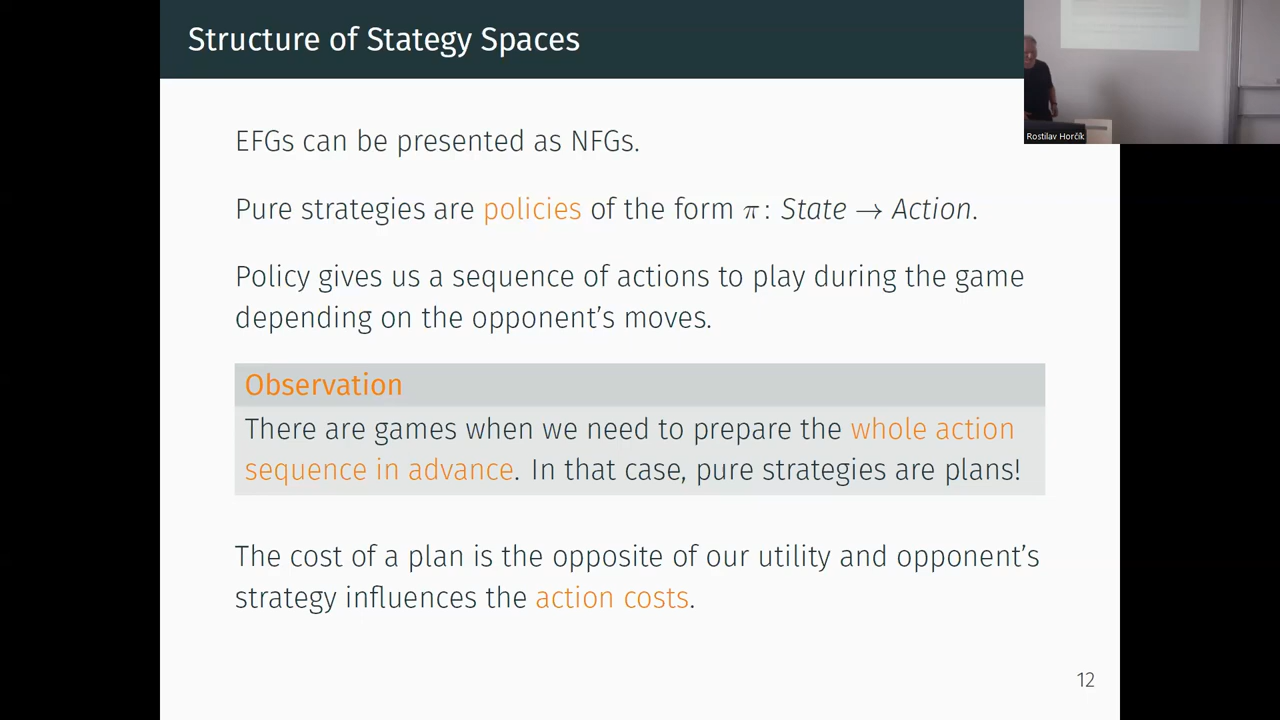 Structure of Stategy Spaces
Rostilav Horčík
EFGs can be presented as NFGs.
Pure strategies are policies of the form π: State → Action.
Policy gives us a sequence of actions to play during the game
depending on the opponent's moves.
Observation
There are games when we need to prepare the whole action
sequence in advance. In that case, pure strategies are plans!
The cost of a plan is the opposite of our utility and opponent's
strategy influences the action costs.
12